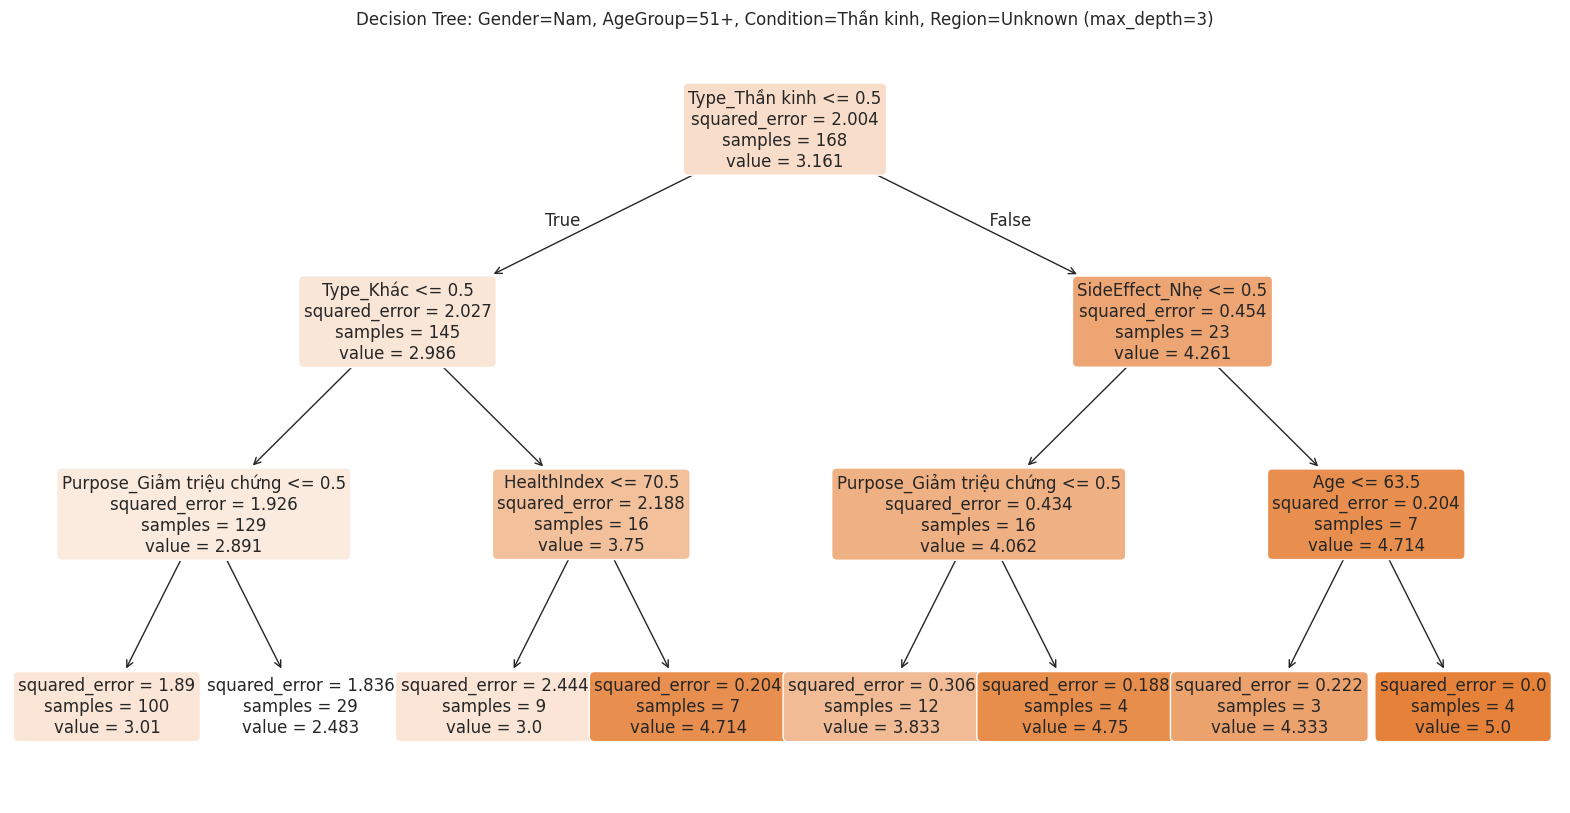 Decision Tree: Gender=Nam, AgeGroup=51+, Condition=Thần kinh, Region=Unknown (max_depth=3)
Type_Thần kinh <= 0.5
squared_error = 2.004
samples = 168
value = 3.161
True
False
Type_Khác <= 0.5
squared_error = 2.027
samples = 145
value = 2.986
SideEffect_Nhẹ <= 0.5
squared_error = 0.454
samples = 23
value = 4.261
Purpose_Giảm triệu chứng <= 0.5
squared_error = 1.926
samples = 129
value = 2.891
HealthIndex <= 70.5
squared_error = 2.188
samples = 16
value = 3.75
Purpose_Giảm triệu chứng <= 0.5
squared_error = 0.434
samples = 16
value = 4.062
Age <= 63.5
squared_error = 0.204
samples = 7
value = 4.714
squared_error = 1.89
samples = 100
value = 3.01
squared_error = 1.836
samples = 29
value = 2.483
squared_error = 2.444
samples = 9
value = 3.0
squared_error = 0.204
samples = 7
value = 4.714
squared_error = 0.306
samples = 12
value = 3.833
squared_error = 0.188
samples = 4
value = 4.75
squared_error = 0.222
samples = 3
value = 4.333
squared_error = 0.0
samples = 4
value = 5.0